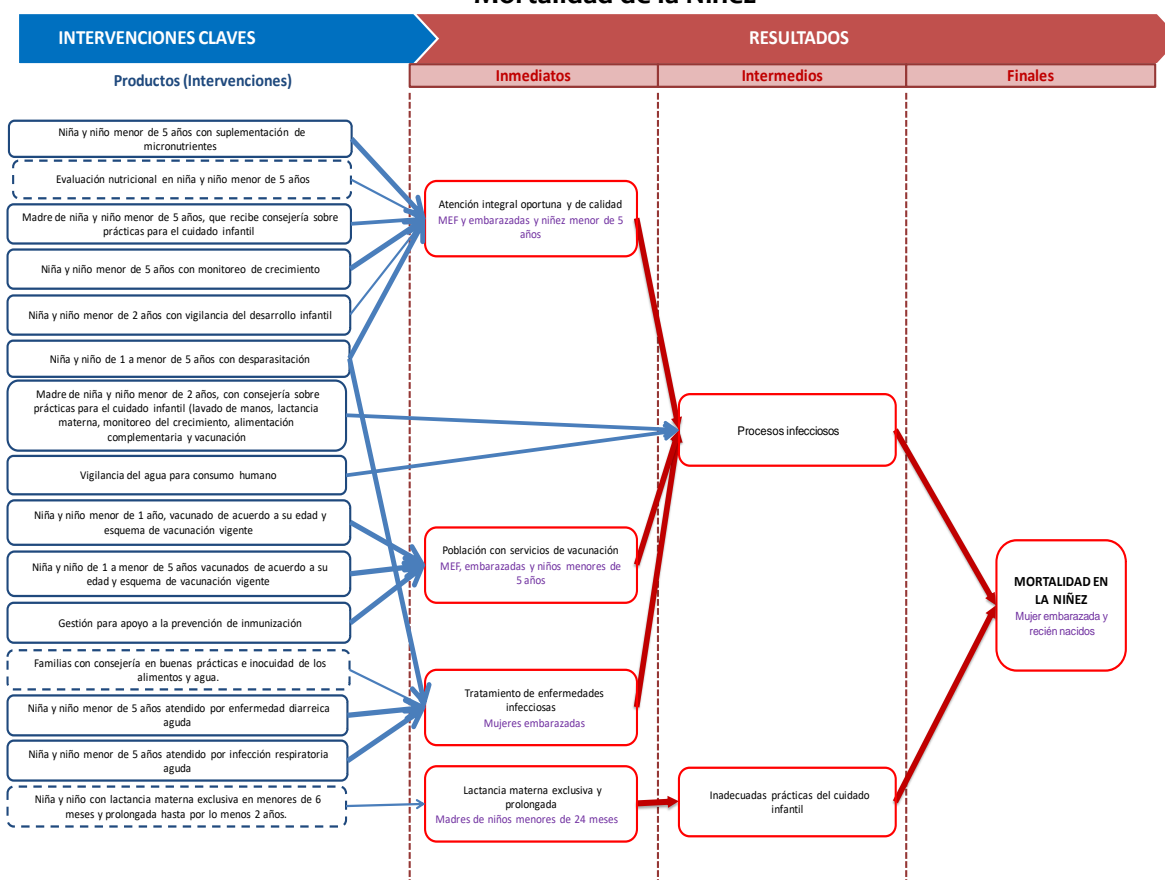 Mortalidad de la Niñez
INTERVENCIONES CLAVES
RESULTADOS
Productos (Intervenciones)
Inmediatos
Intermedios
Finales
Niña y niño menor de 5 años con suplementación de
micronutrientes
Evaluación nutricional en niña y niño menor de 5 años
Madre de niña y niño menor de 5 años, que recibe consejería sobre
prácticas para el cuidado infantil
Niña y niño menor de 5 años con monitoreo de crecimiento
Niña y niño menor de 2 años con vigilancia del desarrollo infantil
Niña y niño de 1 a menor de 5 años con desparasitación
Madre de niña y niño menor de 2 años, con consejería sobre
prácticas para el cuidado infantil (lavado de manos, lactancia
materna, monitoreo del crecimiento, alimentación
complementaria y vacunación
Vigilancia del agua para consumo humano
Niña y niño menor de 1 año, vacunado de acuerdo a su edad y
esquema de vacunación vigente
Niña y niño de 1 a menor de 5 años vacunados de acuerdo a su
edad y esquema de vacunación vigente
Gestión para apoyo a la prevención de inmunización
Familias con consejería en buenas prácticas e inocuidad de los
alimentos y agua.
Niña y niño menor de 5 años atendido por enfermedad diarreica
aguda
Niña y niño menor de 5 años atendido por infección respiratoria
aguda
Niña y niño con lactancia materna exclusiva en menores de 6
meses y prolongada hasta por lo menos 2 años.
Atención integral oportuna y de calidad
MEF y embarazadas y niñez menor de 5
años
Población con servicios de vacunación
MEF, embarazadas y niños menores de
5 años
Tratamiento de enfermedades
infecciosas
Mujeres embarazadas
Lactancia materna exclusiva y
prolongada
Madres de niños menores de 24 meses
Procesos infecciosos
Inadecuadas prácticas del cuidado
infantil
MORTALIDAD EN
LA NIÑEZ
Mujer embarazada y
recién nacidos